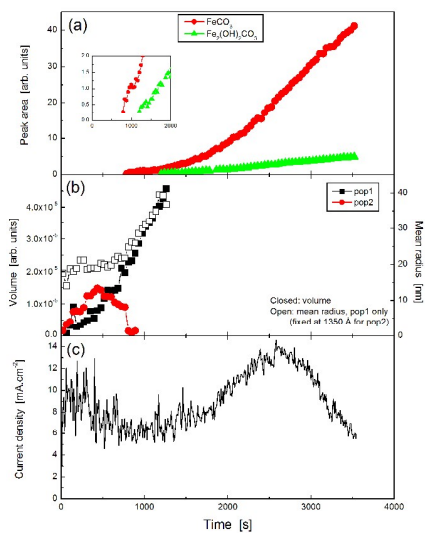 (a)
FeCO₃
Fe₂(OH)₂CO₃
Peak area [arb. units]
40
30
20
10
0
2.0
1.5
1.0
0.5
0.0
0
1000
2000
(b)
pop1
pop2
Volume [arb. units]
4.0x10⁻⁵
3.0x10⁻⁵
2.0x10⁻⁵
1.0x10⁻⁵
0.0
Mean radius [nm]
40
30
20
10
0
Closed: volume
Open: mean radius, pop1 only
(fixed at 1350 Å for pop2)
(c)
Current density [mA.cm⁻²]
14
12
10
8
6
4
2
0
0 1000 2000 3000 4000
Time [s]